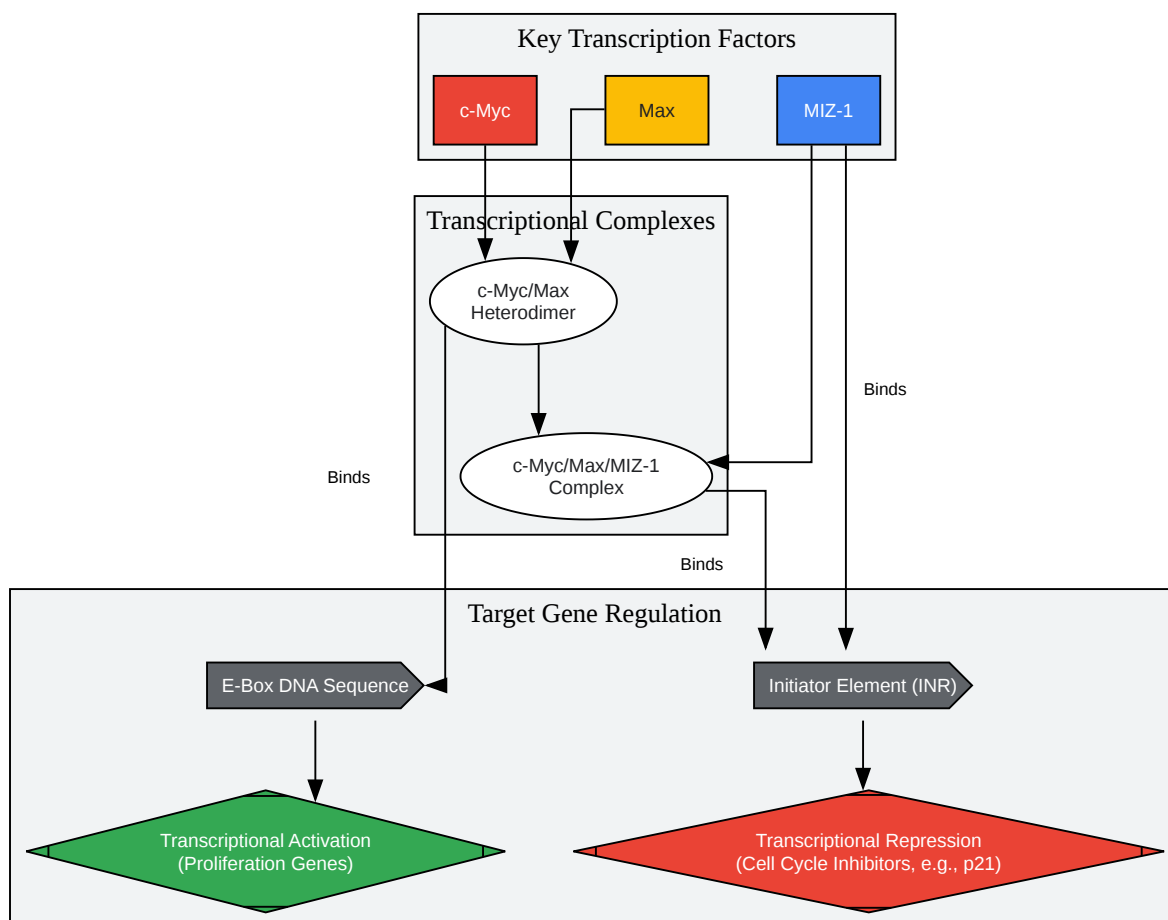 Key Transcription Factors
c-Myc
Max
MIZ-1
Transcriptional Complexes
c-Myc/Max
Heterodimer
Binds
c-Myc/Max/MIZ-1
Complex
Binds
Binds
Target Gene Regulation
E-Box DNA Sequence
Initiator Element (INR)
Transcriptional Activation
(Proliferation Genes)
Transcriptional Repression
(Cell Cycle Inhibitors, e.g., p21)